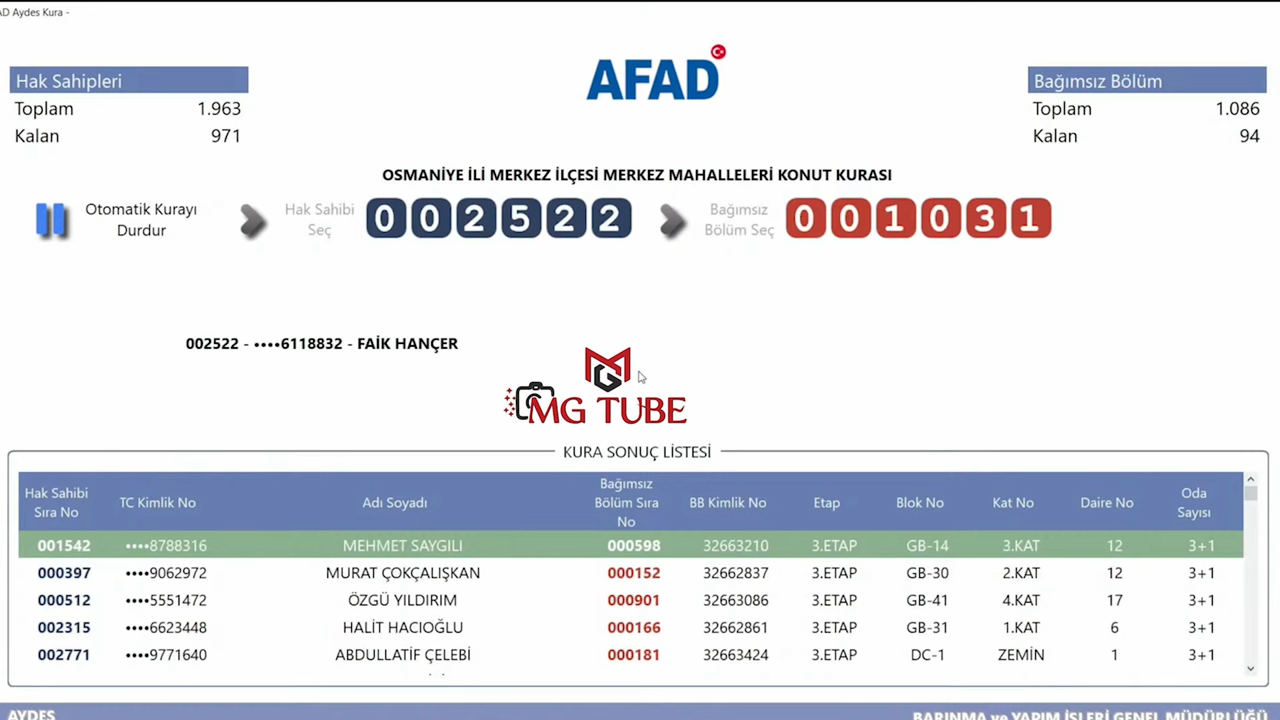 AD Aydes Kura -
AFAD
Hak Sahipleri
Toplam 1.963
Kalan 971
Bağımsız Bölüm
Toplam 1.086
Kalan 94
OSMANİYE İLİ MERKEZ İLÇESİ MERKEZ MAHALLELERİ KONUT KURASI
Otomatik Kurayı
Durdur
Hak Sahibi
Seç
002522
Bağımsız
Bölüm Seç
001031
002522 - ••••6118832 - FAİK HANÇER
MG TUBE
KURA SONUÇ LİSTESİ
Hak Sahibi Sıra No TC Kimlik No Adı Soyadı Bağımsız Bölüm Sıra No BB Kimlik No Etap Blok No Kat No Daire No Oda Sayısı
001542 ••••8788316 MEHMET SAYGILI 000598 32663210 3.ETAP GB-14 3.KAT 12 3+1
000397 ••••9062972 MURAT ÇOKÇALIŞKAN 000152 32662837 3.ETAP GB-30 2.KAT 12 3+1
000512 ••••5551472 ÖZGÜ YILDIRIM 000901 32663086 3.ETAP GB-41 4.KAT 17 3+1
002315 ••••6623448 HALİT HACIOĞLU 000166 32662861 3.ETAP GB-31 1.KAT 6 3+1
002771 ••••9771640 ABDULLATİF ÇELEBİ 000181 32663424 3.ETAP DC-1 ZEMİN 1 3+1
AYDES
BARINMA ve YAPIM İŞLERİ GENEL MÜDÜRLÜĞÜ